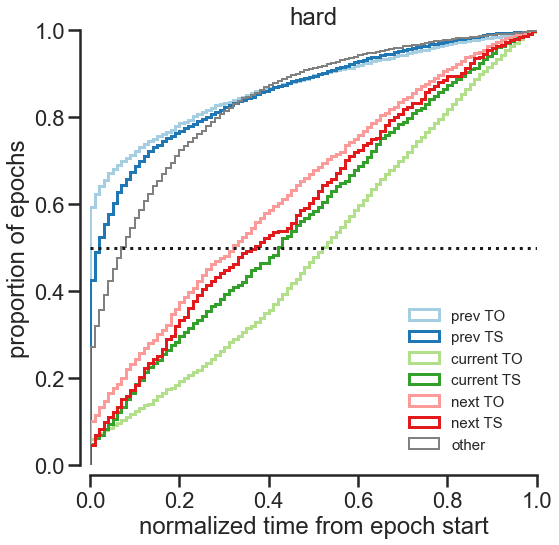 hard
proportion of epochs
1.0
0.8
0.6
0.4
0.2
0.0
prev TO
prev TS
current TO
current TS
next TO
next TS
other
0.0 0.2 0.4 0.6 0.8 1.0
normalized time from epoch start